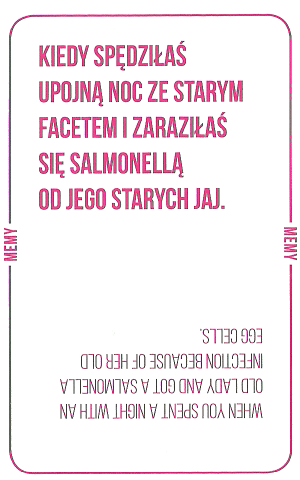 KIEDY SPĘDZIŁAŚ
UPOJNĄ NOC ZE STARYM
FACETEM I ZARAZIŁAŚ
SIĘ SALMONELLĄ
OD JEGO STARYCH JAJ.
MEMY
MEMY
WHEN YOU SPENT A NIGHT WITH AN
OLD LADY AND GOT A SALMONELLA
INFECTION BECAUSE OF HER OLD
EGG CELLS.